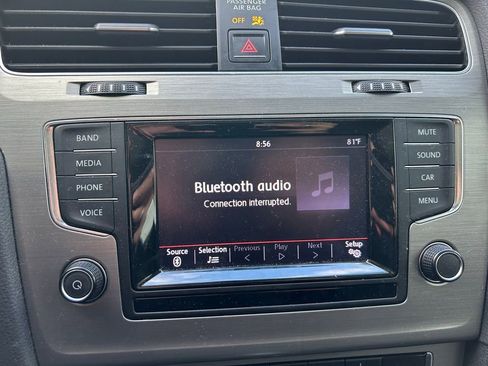 PASSENGER
AIR BAG
OFF
8:56
81°F
BAND
MEDIA
PHONE
VOICE
MUTE
SOUND
CAR
MENU
Bluetooth audio
Connection interrupted.
Source
Selection
Previous
Play
Next
Setup